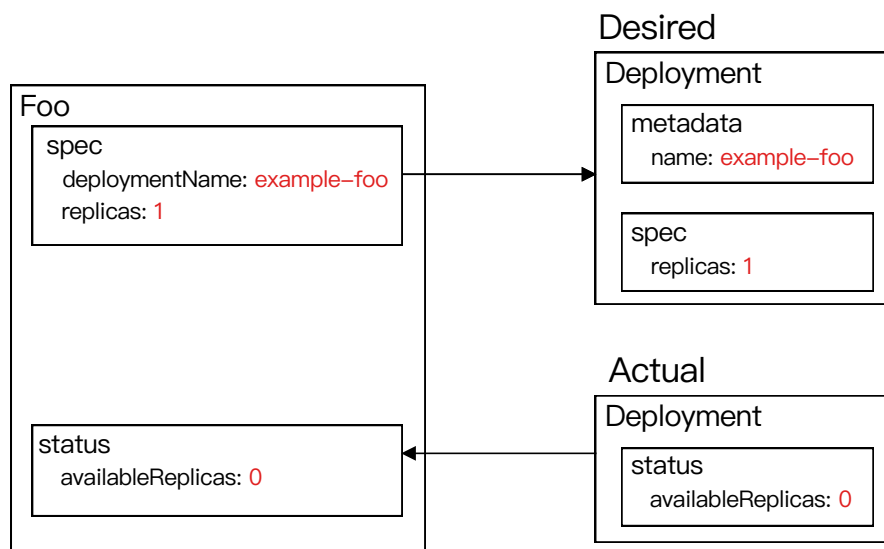 Foo
spec
deploymentName: example-foo
replicas: 1
status
availableReplicas: 0
Desired
Deployment
metadata
name: example-foo
spec
replicas: 1
Actual
Deployment
status
availableReplicas: 0